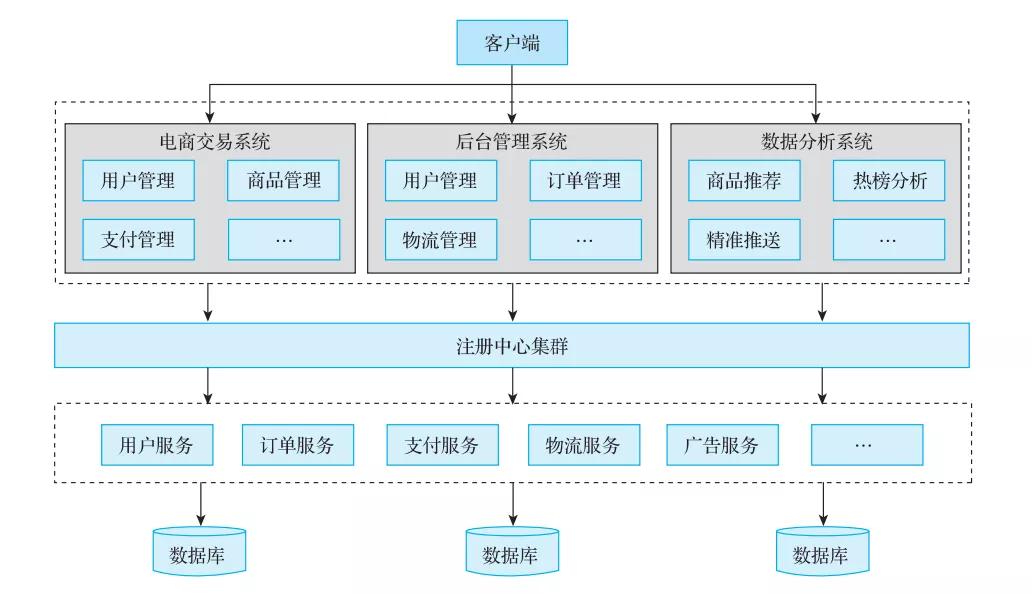 客户端
电商交易系统
用户管理
商品管理
支付管理
…
后台管理系统
用户管理
订单管理
物流管理
…
数据分析系统
商品推荐
热榜分析
精准推送
…
注册中心集群
用户服务
订单服务
支付服务
物流服务
广告服务
…
数据库
数据库
数据库